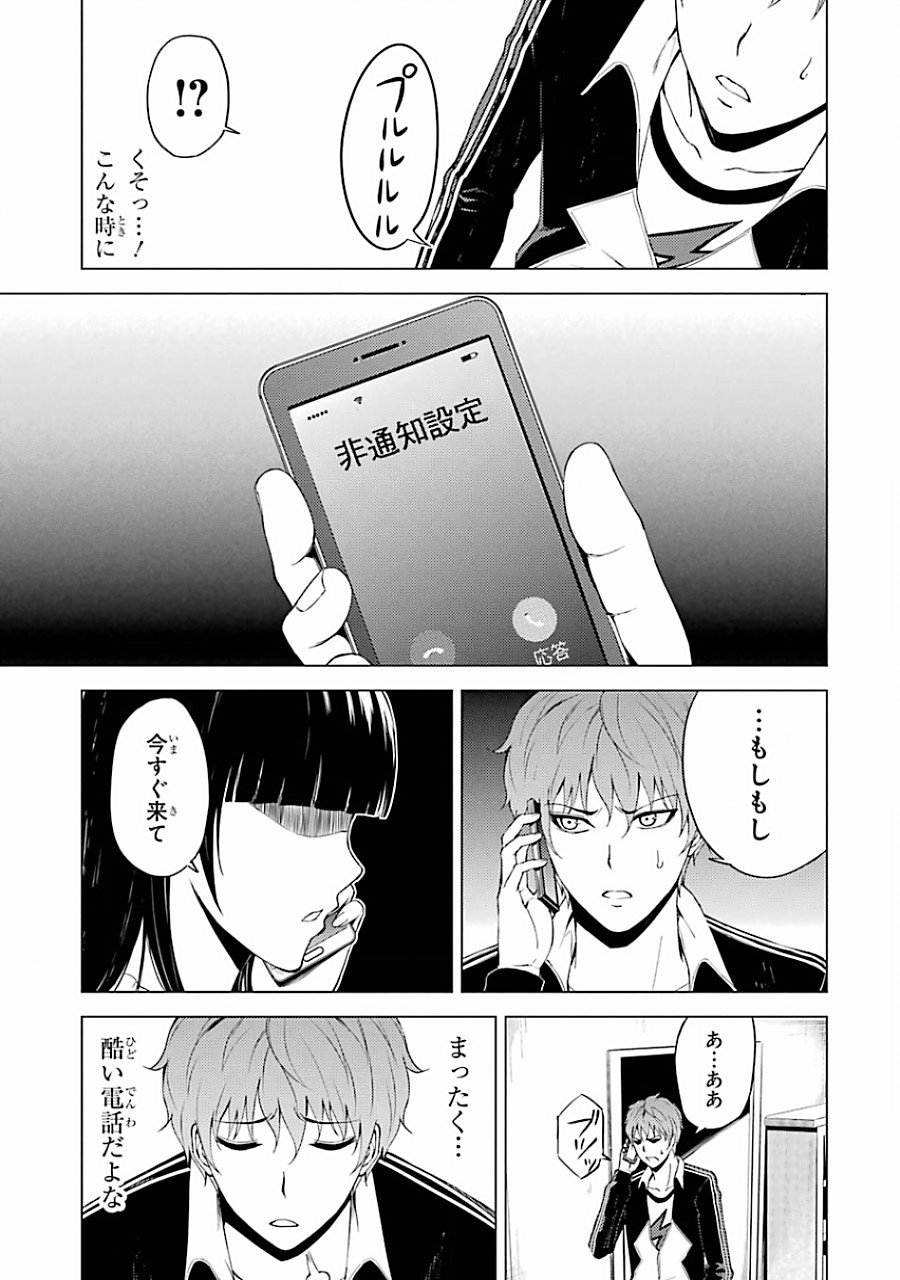 プルルルル
!?
くそっ…!
こんな時に
非通知設定
応答
…もしもし
今すぐ来て
あ…ああ
ブッ
まったく…
酷い電話だよな